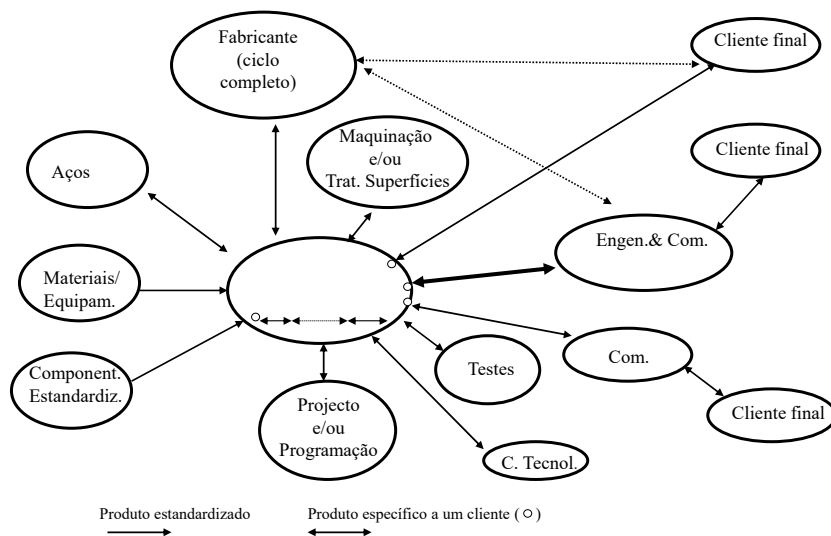 Fabricante
(ciclo
completo)
Cliente final
Maquinação
e/ou
Trat. Superfícies
Cliente final
Aços
Engen.& Com.
Materiais/
Equipam.
Component.
Estandardiz.
Testes
Com.
Projecto
e/ou
Programação
Cliente final
C. Tecnol.
Produto estandardizado
Produto específico a um cliente ( )